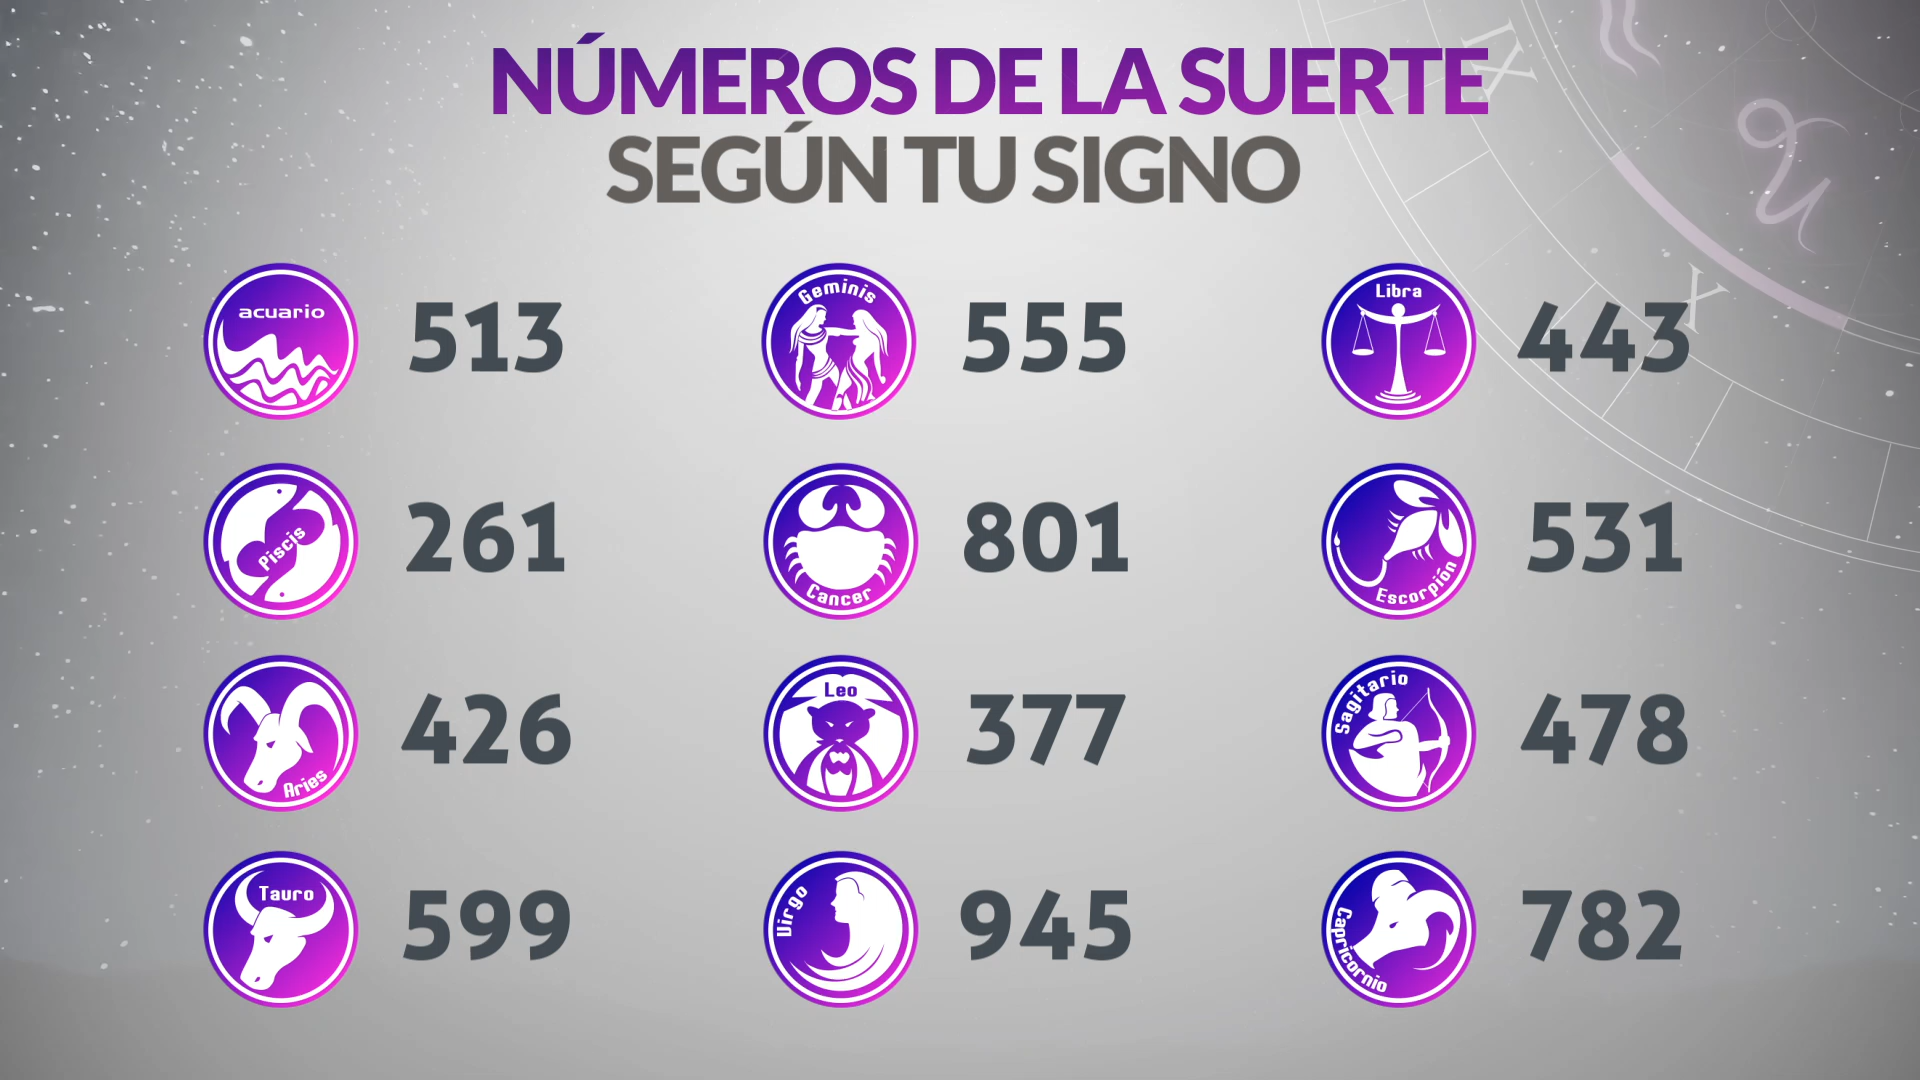 NÚMEROS DE LA SUERTE
SEGÚN TU SIGNO
acuario 513
Geminis 555
Libra 443
Piscis 261
Cancer 801
Escorpión 531
Aries 426
Leo 377
Sagitario 478
Tauro 599
Virgo 945
Capricornio 782
IX
X